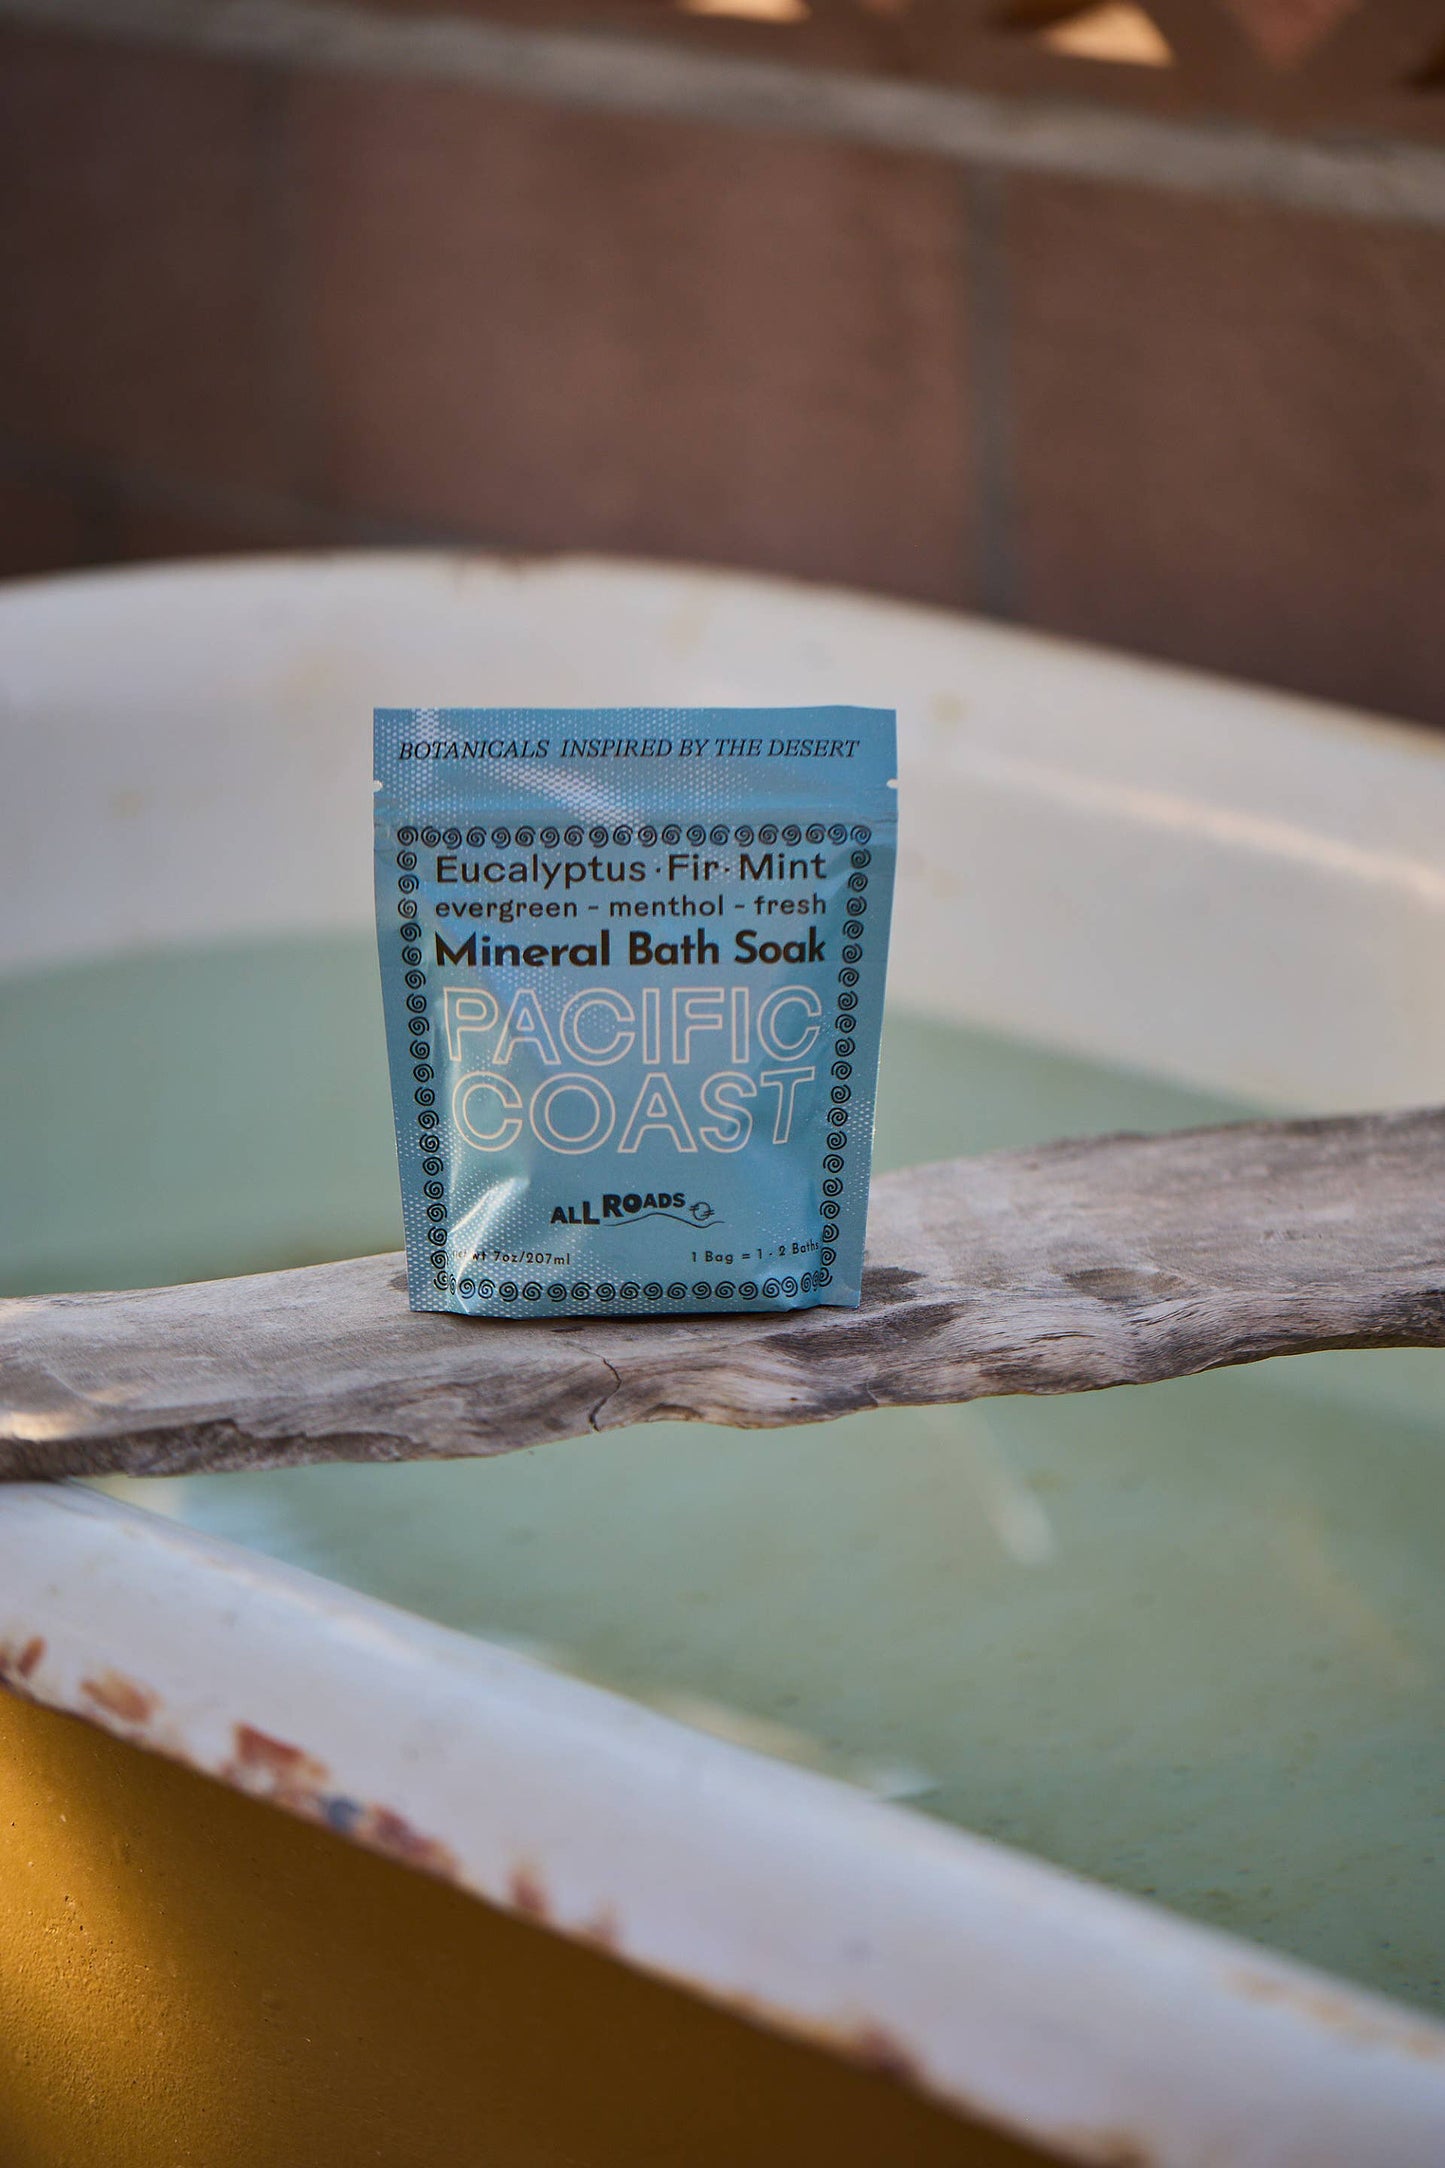 BOTANICALS INSPIRED BY THE DESERT
Eucalyptus · Fir · Mint
evergreen - menthol - fresh
Mineral Bath Soak
PACIFIC
COAST
ALL ROADS
wt 7oz/207ml
1 Bag = 1 - 2 Baths